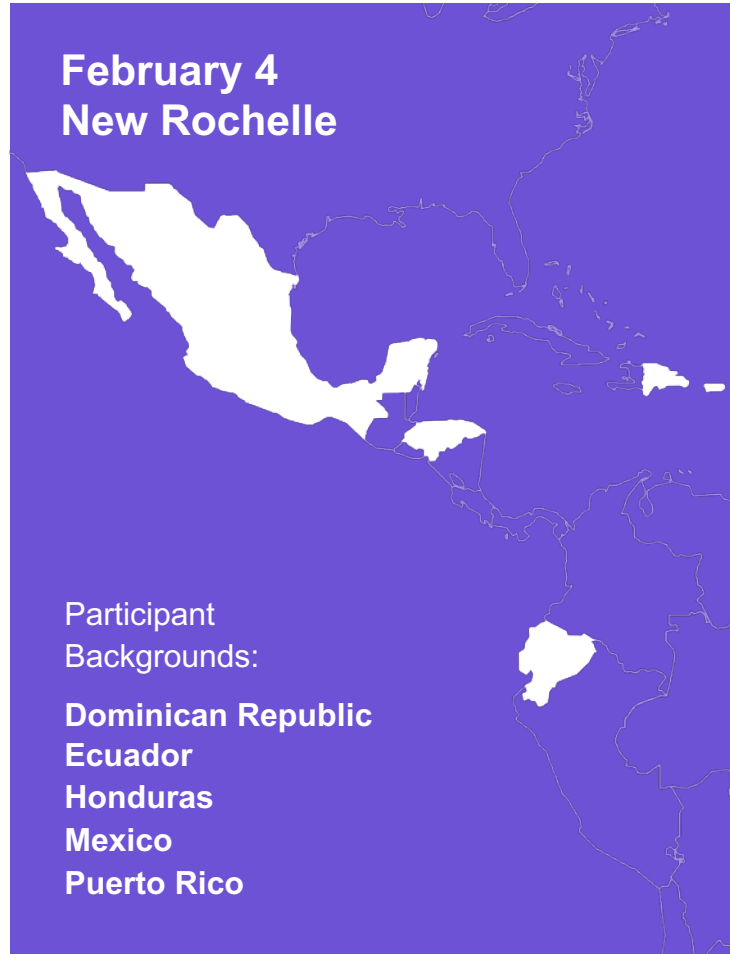 February 4
New Rochelle
Participant
Backgrounds:
Dominican Republic
Ecuador
Honduras
Mexico
Puerto Rico